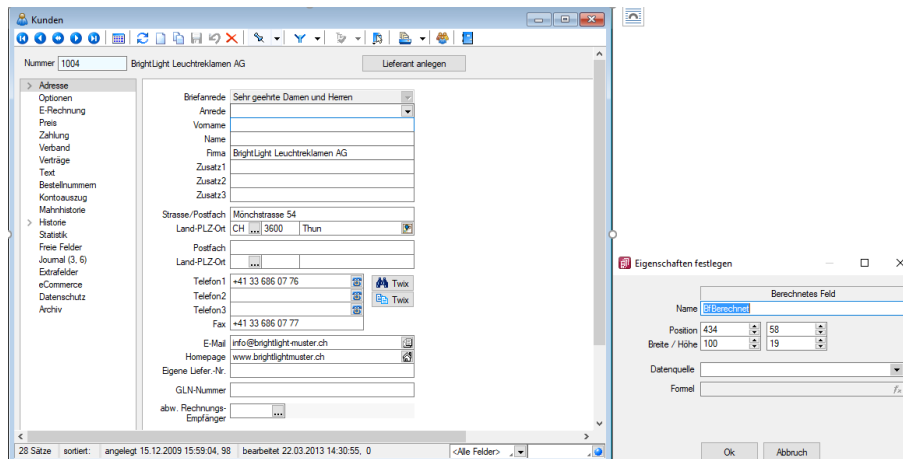 Kunden
Nummer 1004 BrightLight Leuchtreklamen AG Lieferant anlegen
Adresse
Optionen
E-Rechnung
Preis
Zahlung
Verband
Verträge
Text
Bestellnummern
Kontoauszug
Mahnhistorie
Historie
Statistik
Freie Felder
Journal (3, 6)
Extrafelder
eCommerce
Datenschutz
Archiv
Briefanrede Sehr geehrte Damen und Herren
Anrede
Vorname
Name
Firma BrightLight Leuchtreklamen AG
Zusatz1
Zusatz2
Zusatz3
Strasse/Postfach Mönchstrasse 54
Land-PLZ-Ort CH ... 3600 Thun
Postfach
Land-PLZ-Ort ...
Telefon1 +41 33 686 07 76 Twix
Telefon2 Twix
Telefon3
Fax +41 33 686 07 77
E-Mail info@brightlight-muster.ch
Homepage www.brightlightmuster.ch
Eigene Liefer.-Nr.
GLN-Nummer
abw. Rechnungs- ...
Empfänger
28 Sätze sortiert: angelegt 15.12.2009 15:59:04, 98 bearbeitet 22.03.2013 14:30:55, 0 <Alle Felder>
Eigenschaften festlegen
Berechnetes Feld
Name BfBerechnet
Position 434 58
Breite / Höhe 100 19
Datenquelle
Formel fx
Ok Abbruch